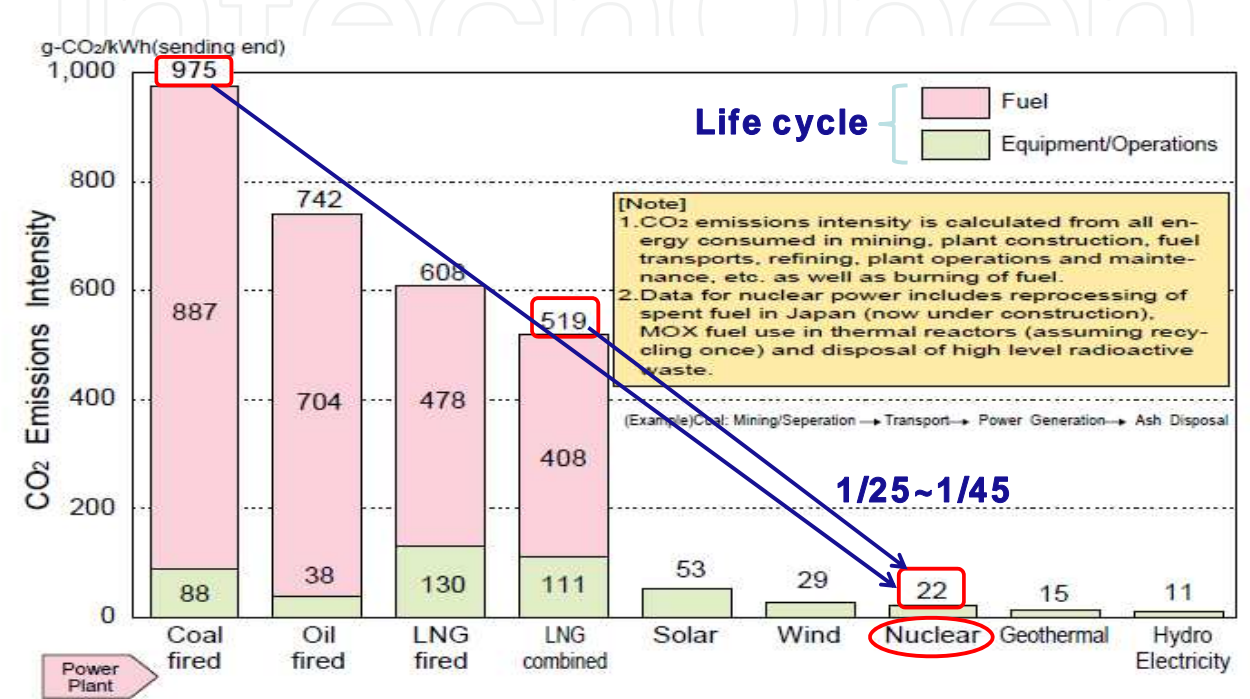 IntechOpen
g-CO2/kWh(sending end)
1,000
975
Life cycle
Fuel
Equipment/Operations
800
742
[Note]
1.CO2 emissions intensity is calculated from all en-
ergy consumed in mining, plant construction, fuel
transports, refining, plant operations and mainte-
nance, etc. as well as burning of fuel.
2.Data for nuclear power includes reprocessing of
spent fuel in Japan (now under construction),
MOX fuel use in thermal reactors (assuming recy-
cling once) and disposal of high level radioactive
waste.
CO2 Emissions Intensity
600
608
887
519
400
704
478
(Example)Coal: Mining/Seperation → Transport→ Power Generation→ Ash Disposal
408
1/25~1/45
200
88
38
130
111
53
29
22
15
11
0
Coal fired
Oil fired
LNG fired
LNG combined
Solar
Wind
Nuclear
Geothermal
Hydro Electricity
Power
Plant